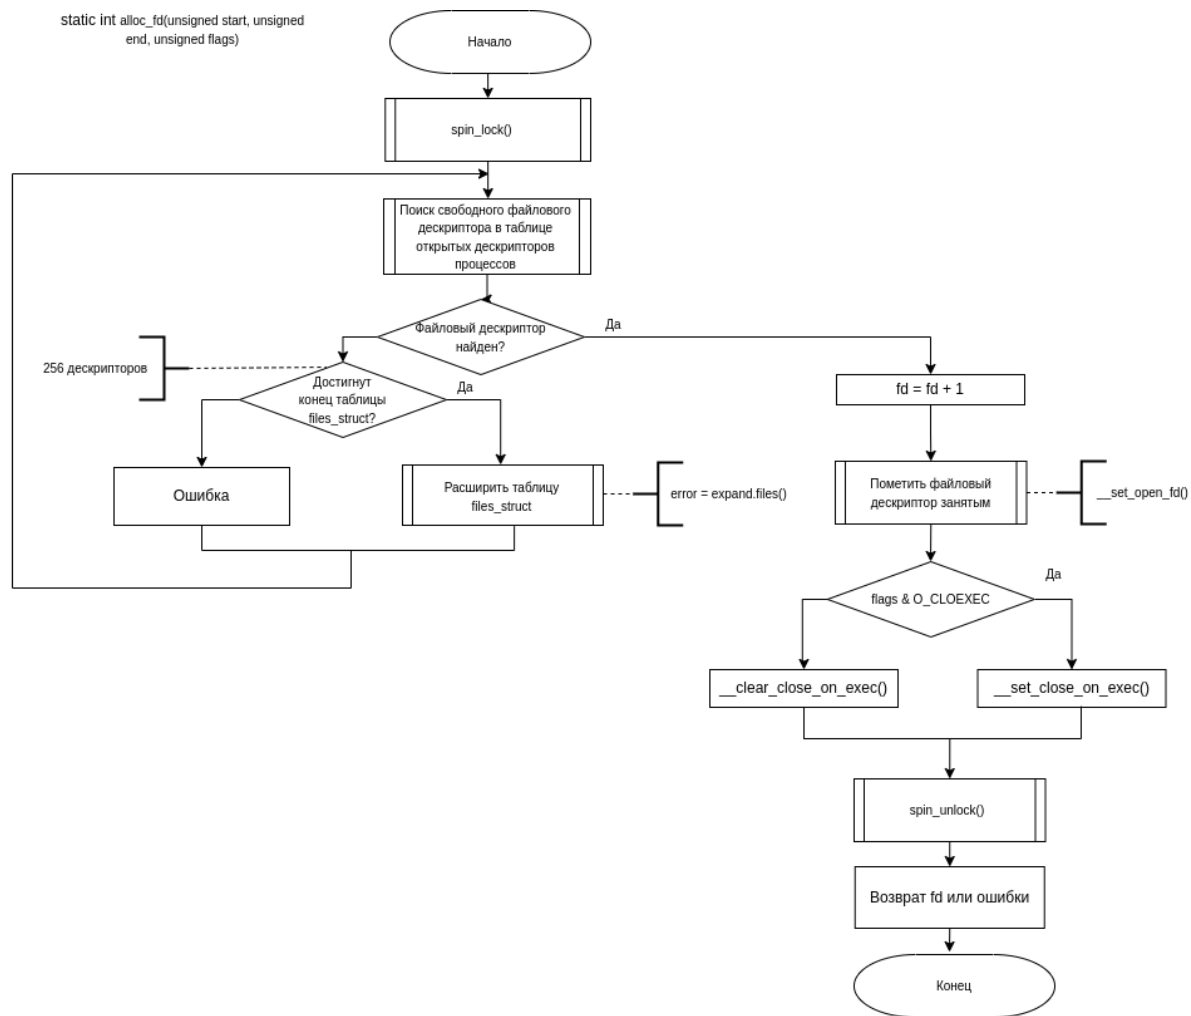 static int alloc_fd(unsigned start, unsigned
end, unsigned flags)
Начало
spin_lock()
Поиск свободного файлового
дескриптора в таблице
открытых дескрипторов
процессов
Файловый дескриптор
найден?
Да
256 дескрипторов
Достигнут
конец таблицы
files_struct?
Да
fd = fd + 1
Ошибка
Расширить таблицу
files_struct
error = expand.files()
Пометить файловый
дескриптор занятым
__set_open_fd()
flags & O_CLOEXEC
Да
__clear_close_on_exec()
__set_close_on_exec()
spin_unlock()
Возврат fd или ошибки
Конец